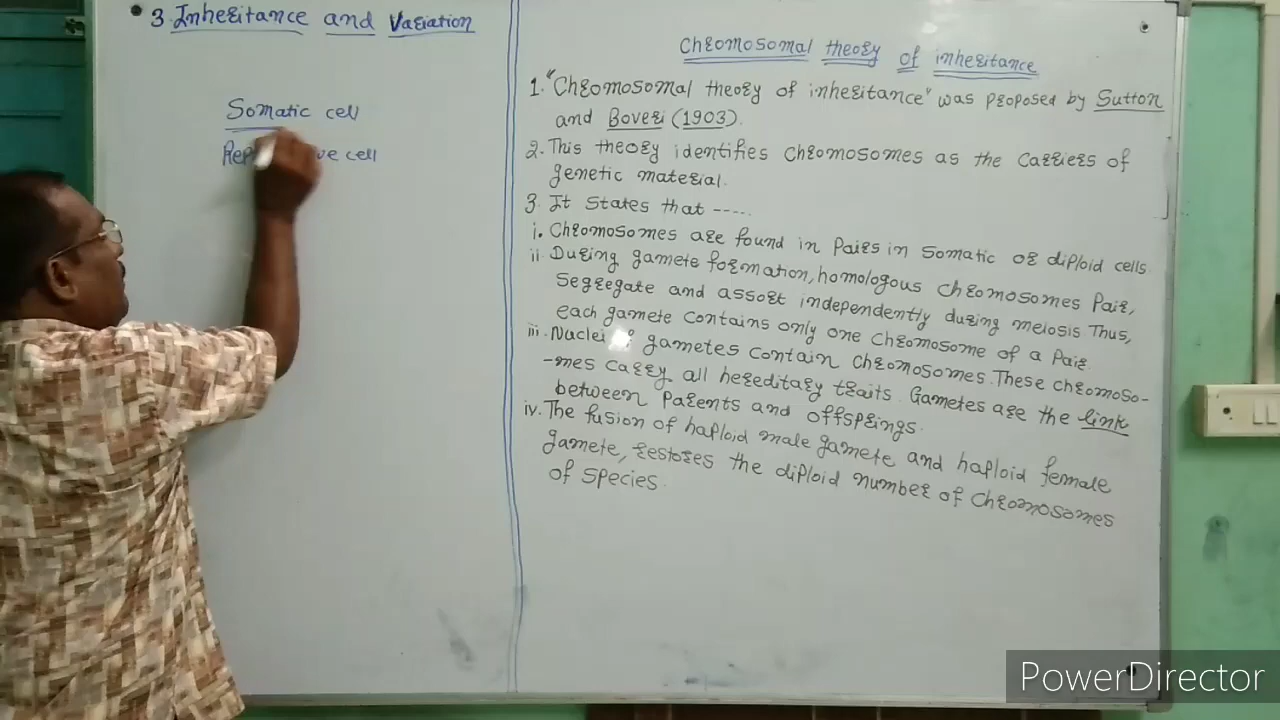 3 Inheritance and Variation
Somatic cell
cell
Chromosomal theory of inheritance
1. "Chromosomal theory of inheritance" was proposed by Sutton
and Boveri (1903).
2. This theory identifies chromosomes as the carriers of
genetic material.
3. It states that -----
i. Chromosomes are found in pairs in somatic or diploid cells.
ii. During gamete formation, homologous chromosomes pair,
segregate and assort independently during meiosis Thus,
each gamete contains only one chromosome of a pair.
iii. Nuclei gametes contain chromosomes. These chromoso-
-mes carry all hereditary traits. Gametes are the link
between parents and offsprings.
iv. The fusion of haploid male gamete and haploid female
gamete, restores the diploid number of chromosomes
of species.
PowerDirector